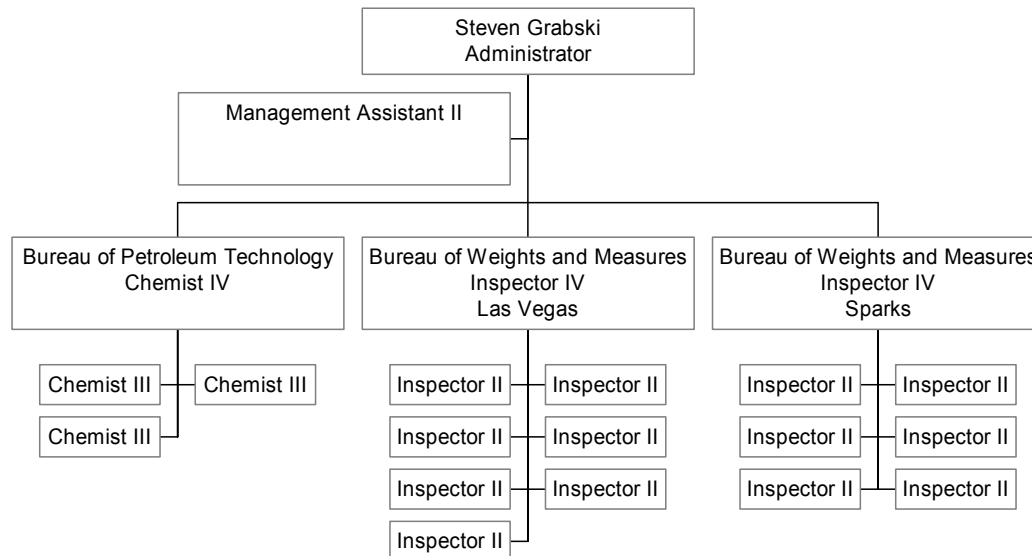 Steven Grabski
Administrator
Management Assistant II
Bureau of Petroleum Technology
Chemist IV
Bureau of Weights and Measures
Inspector IV
Las Vegas
Bureau of Weights and Measures
Inspector IV
Sparks
Chemist III
Chemist III
Chemist III
Inspector II
Inspector II
Inspector II
Inspector II
Inspector II
Inspector II
Inspector II
Inspector II
Inspector II
Inspector II
Inspector II
Inspector II
Inspector II